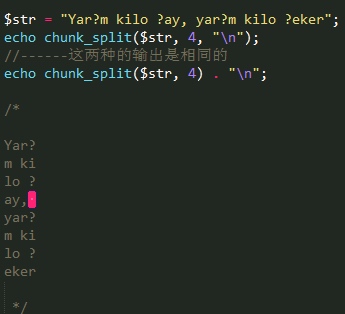 $str = "Yar?m kilo ?ay, yar?m kilo ?eker";
echo chunk_split($str, 4, "\n");
//------这两种的输出是相同的
echo chunk_split($str, 4) . "\n";
/*
Yar?
m ki
lo ?
ay,
yar?
m ki
lo ?
eker
*/